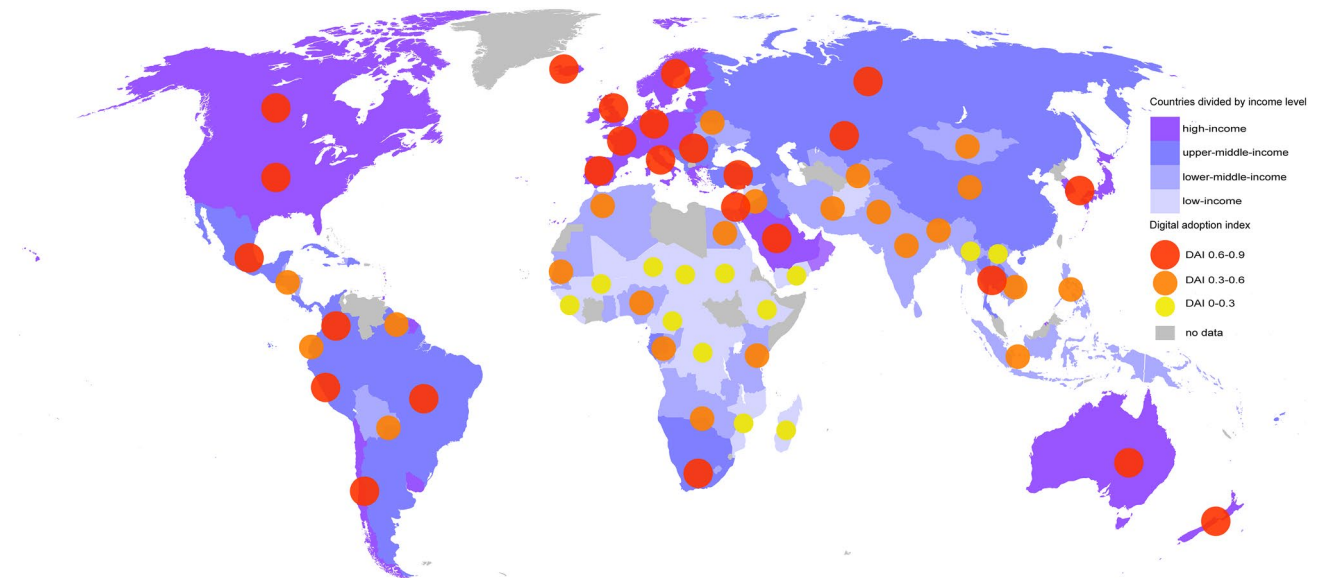 Countries divided by income level
high-income
upper-middle-income
lower-middle-income
low-income
Digital adoption index
DAI 0.6-0.9
DAI 0.3-0.6
DAI 0-0.3
no data